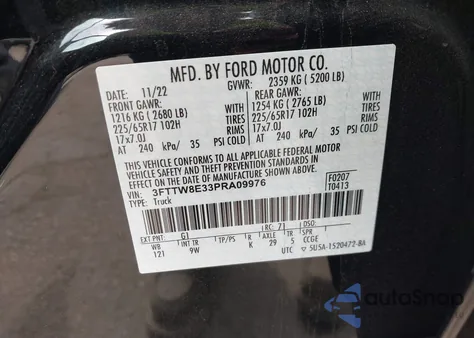 MFD. BY FORD MOTOR CO.
DATE: 11/22 GVWR: 2359 KG ( 5200 LB)
FRONT GAWR: REAR GAWR:
1216 KG ( 2680 LB) 1254 KG ( 2765 LB)
225/65R17 102H TIRES 225/65R17 102H TIRES
17x7.0J RIMS 17x7.0J RIMS
AT 240 kPa/ 35 PSI COLD AT 240 kPa/ 35 PSI COLD
THIS VEHICLE CONFORMS TO ALL APPLICABLE FEDERAL MOTOR
VEHICLE SAFETY AND THEFT PREVENTION STANDARDS IN EFFECT
ON THE DATE OF MANUFACTURE SHOWN ABOVE.
VIN: 3FTTW8E33PRA09976 F0207
TYPE: Truck T0413
EXT PNT: G1 RC: 71 DSO:
WB INT TR TP/PS R AXLE TR S
121 9W K 29 5 CCGE
UTC 5U5A-1520472-BA
autoSnap